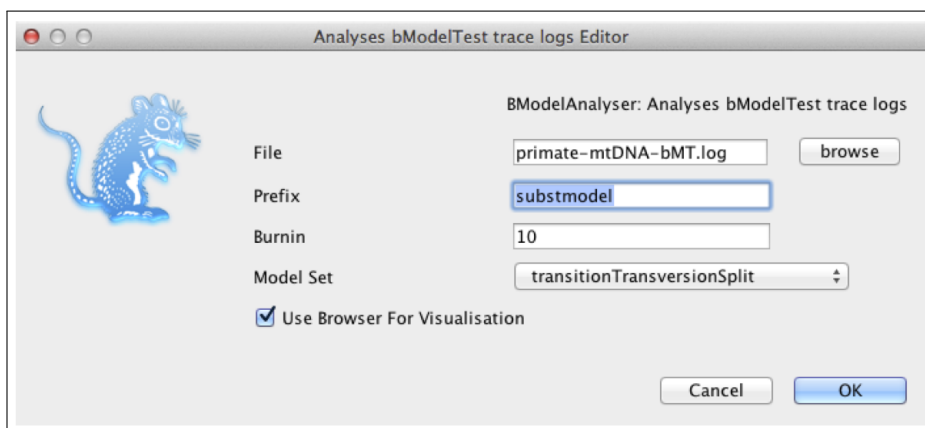 Analyses bModelTest trace logs Editor
BModelAnalyser: Analyses bModelTest trace logs
File primate-mtDNA-bMT.log browse
Prefix substmodel
Burnin 10
Model Set transitionTransversionSplit
Use Browser For Visualisation
Cancel OK